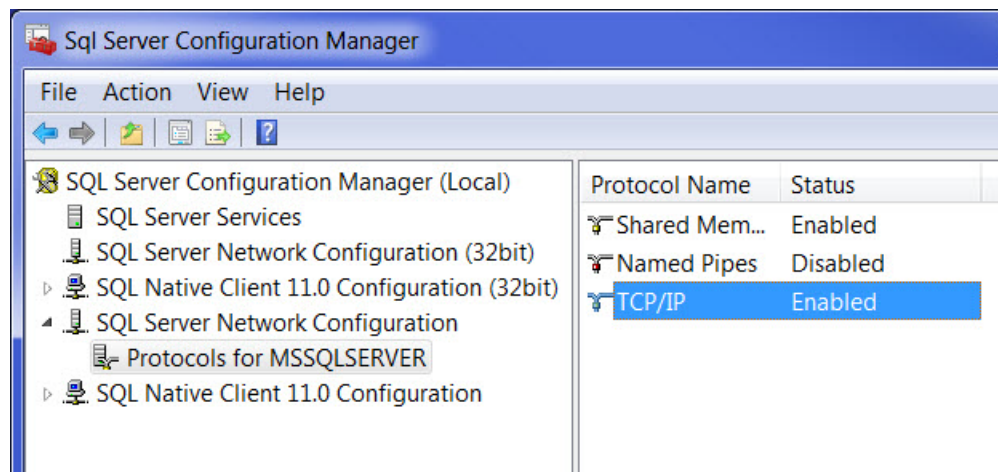 Sql Server Configuration Manager
File Action View Help
SQL Server Configuration Manager (Local)
SQL Server Services
SQL Server Network Configuration (32bit)
SQL Native Client 11.0 Configuration (32bit)
SQL Server Network Configuration
Protocols for MSSQLSERVER
SQL Native Client 11.0 Configuration
Protocol Name Status
Shared Mem... Enabled
Named Pipes Disabled
TCP/IP Enabled